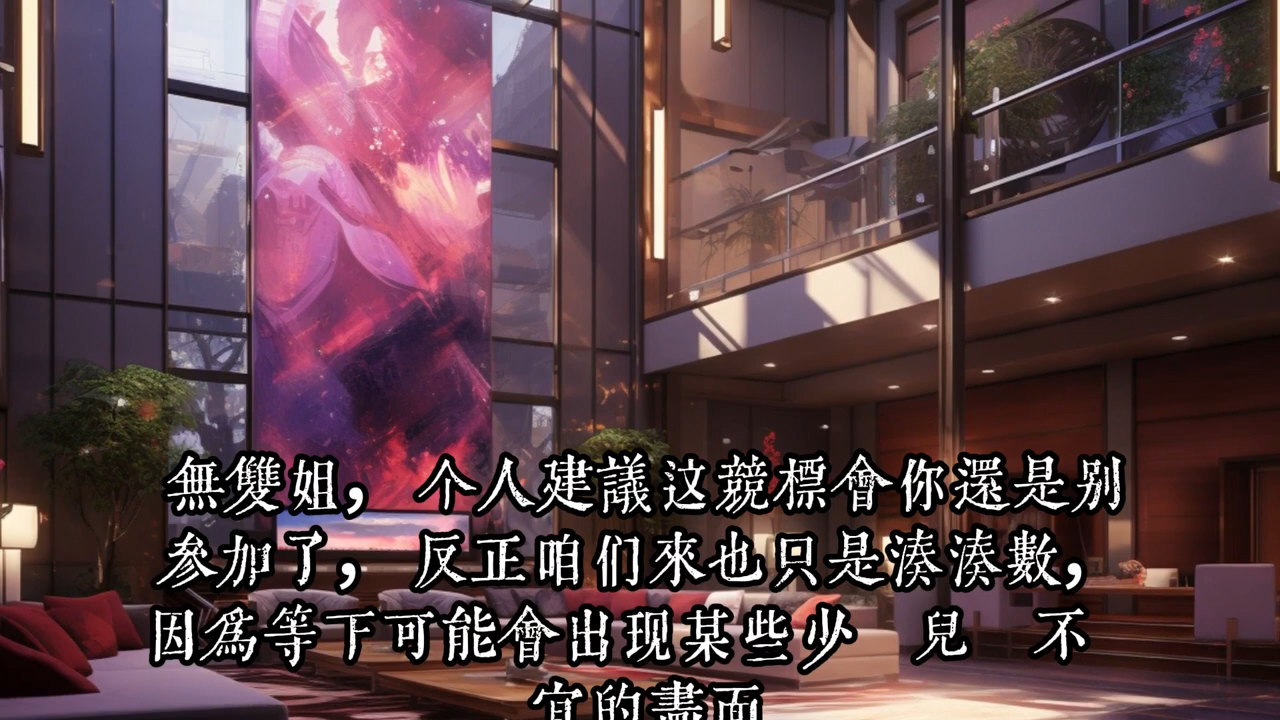 無雙姐，个人建議这競標會你還是别
參加了，反正咱们來也只是湊湊數，
因爲等下可能會出现某些少 兒 不
宜的畫面